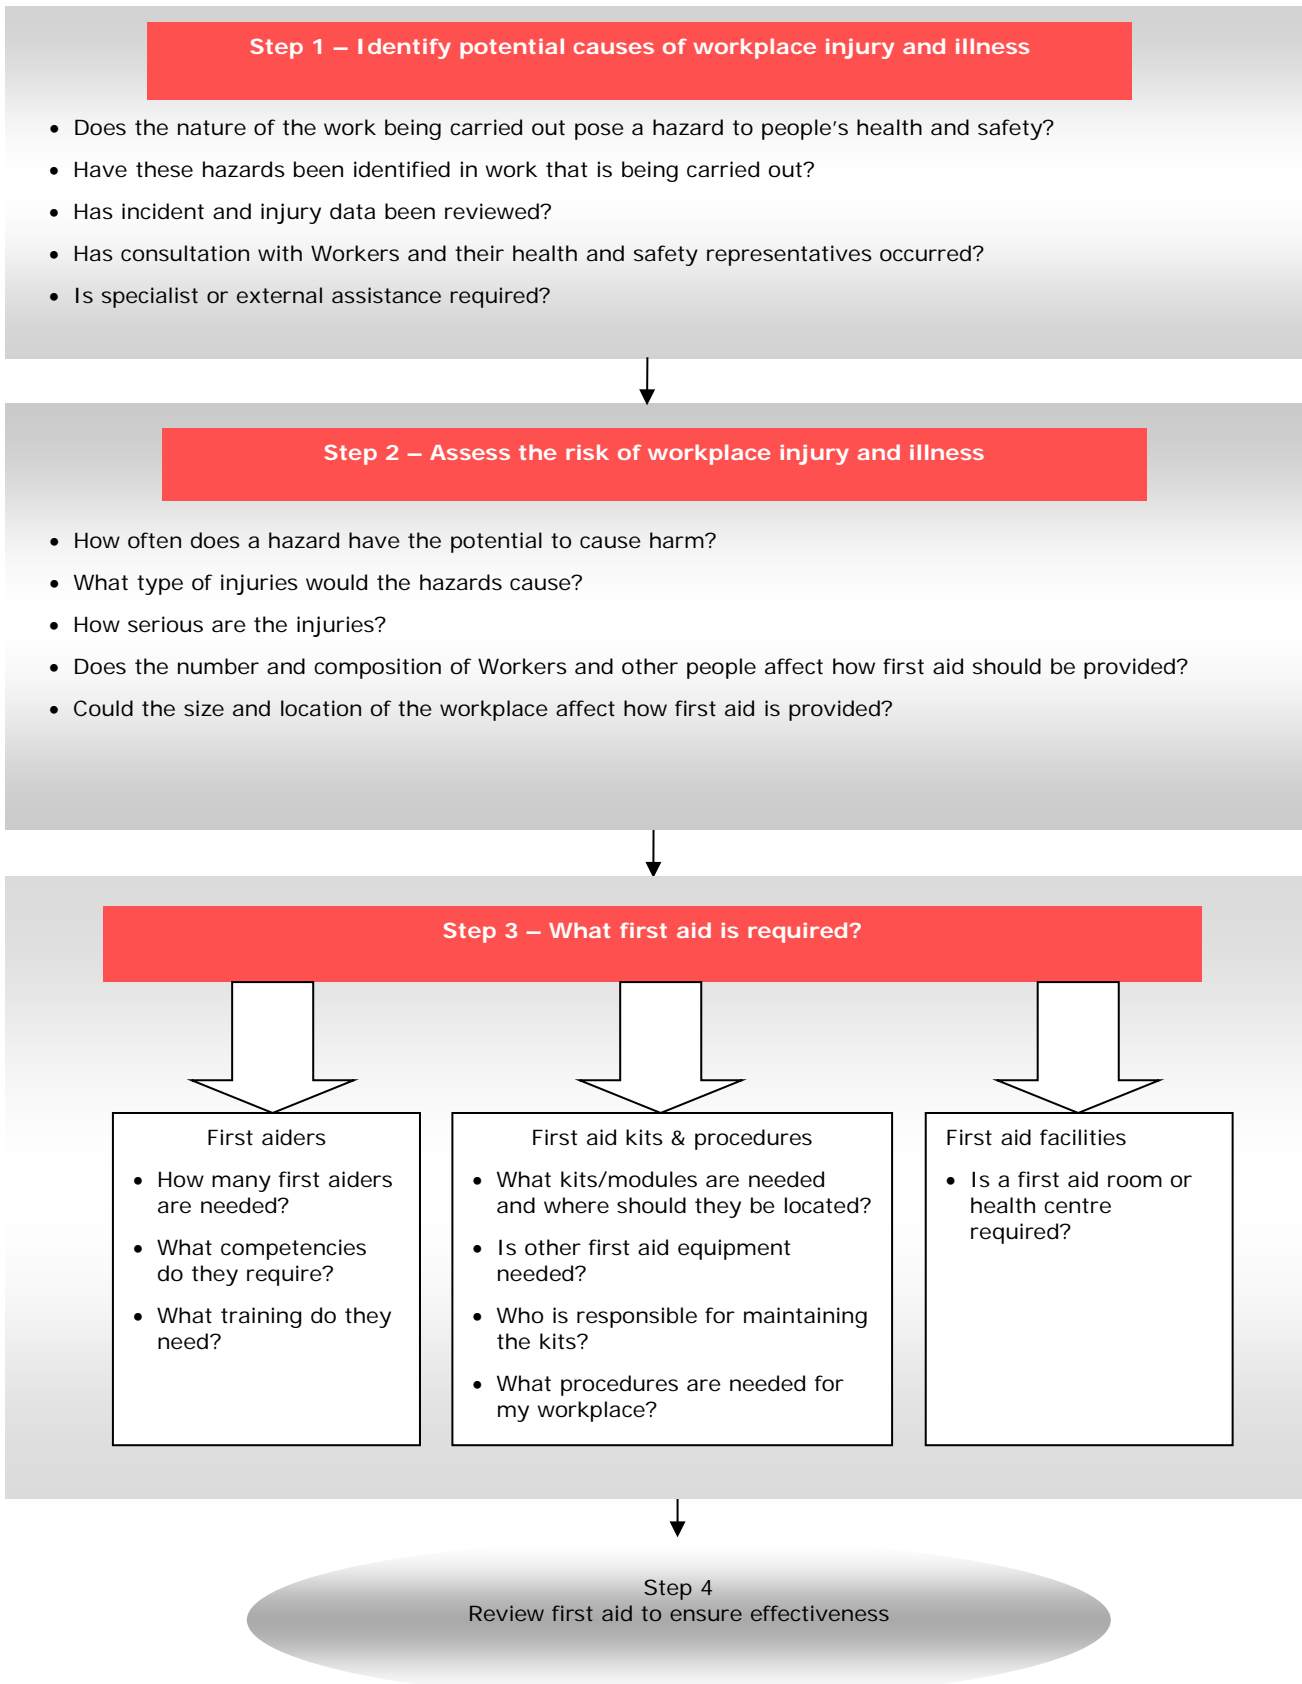 Step 1 – Identify potential causes of workplace injury and illness
• Does the nature of the work being carried out pose a hazard to people's health and safety?
• Have these hazards been identified in work that is being carried out?
• Has incident and injury data been reviewed?
• Has consultation with Workers and their health and safety representatives occurred?
• Is specialist or external assistance required?
Step 2 – Assess the risk of workplace injury and illness
• How often does a hazard have the potential to cause harm?
• What type of injuries would the hazards cause?
• How serious are the injuries?
• Does the number and composition of Workers and other people affect how first aid should be provided?
• Could the size and location of the workplace affect how first aid is provided?
Step 3 – What first aid is required?
First aiders
• How many first aiders
are needed?
• What competencies
do they require?
• What training do they
need?
First aid kits & procedures
• What kits/modules are needed
and where should they be located?
• Is other first aid equipment
needed?
• Who is responsible for maintaining
the kits?
• What procedures are needed for
my workplace?
First aid facilities
• Is a first aid room or
health centre
required?
Step 4
Review first aid to ensure effectiveness